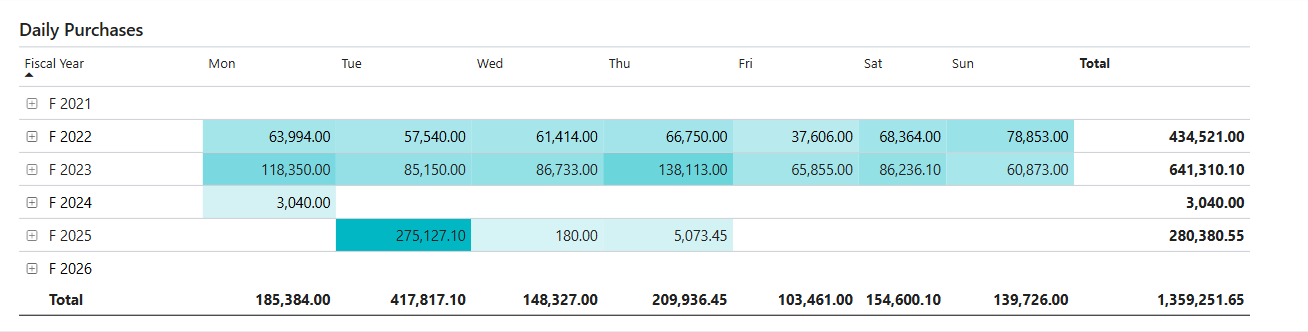 Daily Purchases
Fiscal Year Mon Tue Wed Thu Fri Sat Sun Total
F 2021
F 2022 63,994.00 57,540.00 61,414.00 66,750.00 37,606.00 68,364.00 78,853.00 434,521.00
F 2023 118,350.00 85,150.00 86,733.00 138,113.00 65,855.00 86,236.10 60,873.00 641,310.10
F 2024 3,040.00 3,040.00
F 2025 275,127.10 180.00 5,073.45 280,380.55
F 2026
Total 185,384.00 417,817.10 148,327.00 209,936.45 103,461.00 154,600.10 139,726.00 1,359,251.65